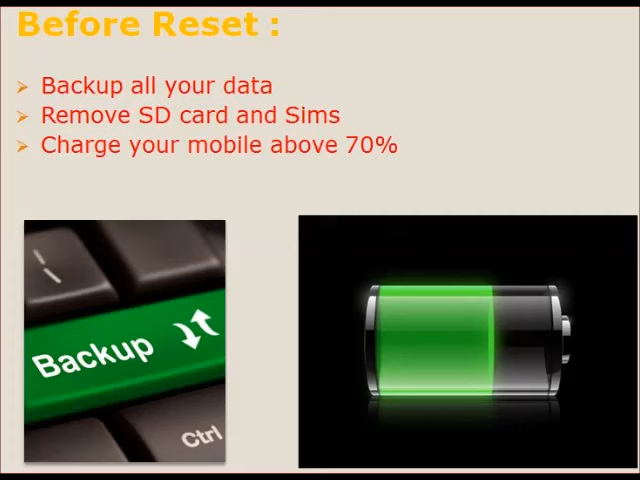 Before Reset :
Backup all your data
Remove SD card and Sims
Charge your mobile above 70%
Backup
Ctrl